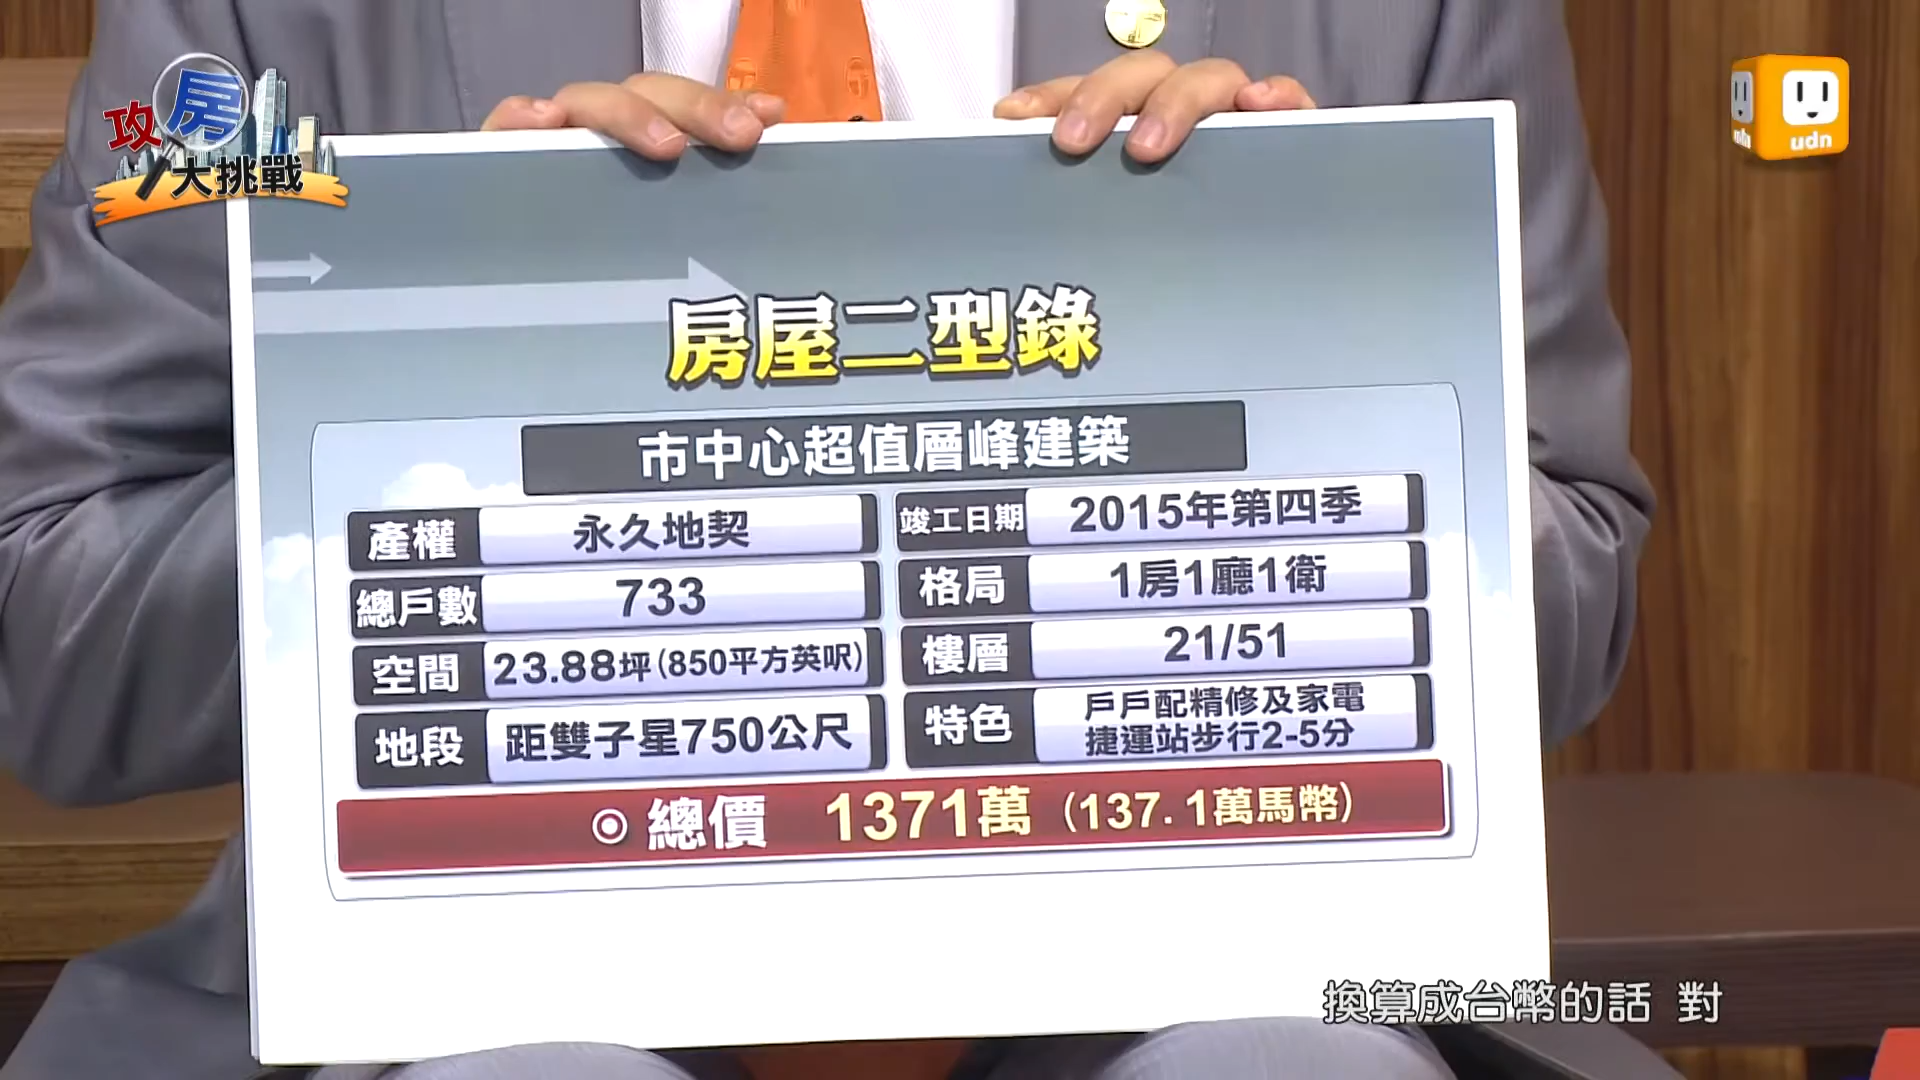 攻房
大挑戰
udn
房屋二型錄
市中心超值層峰建築
產權 永久地契
竣工日期 2015年第四季
總戶數 733
格局 1房1廳1衛
空間 23.88坪(850平方英呎)
樓層 21/51
地段 距雙子星750公尺
特色 戶戶配精修及家電
捷運站步行2-5分
◎總價 1371萬 (137.1萬馬幣)
換算成台幣的話 對